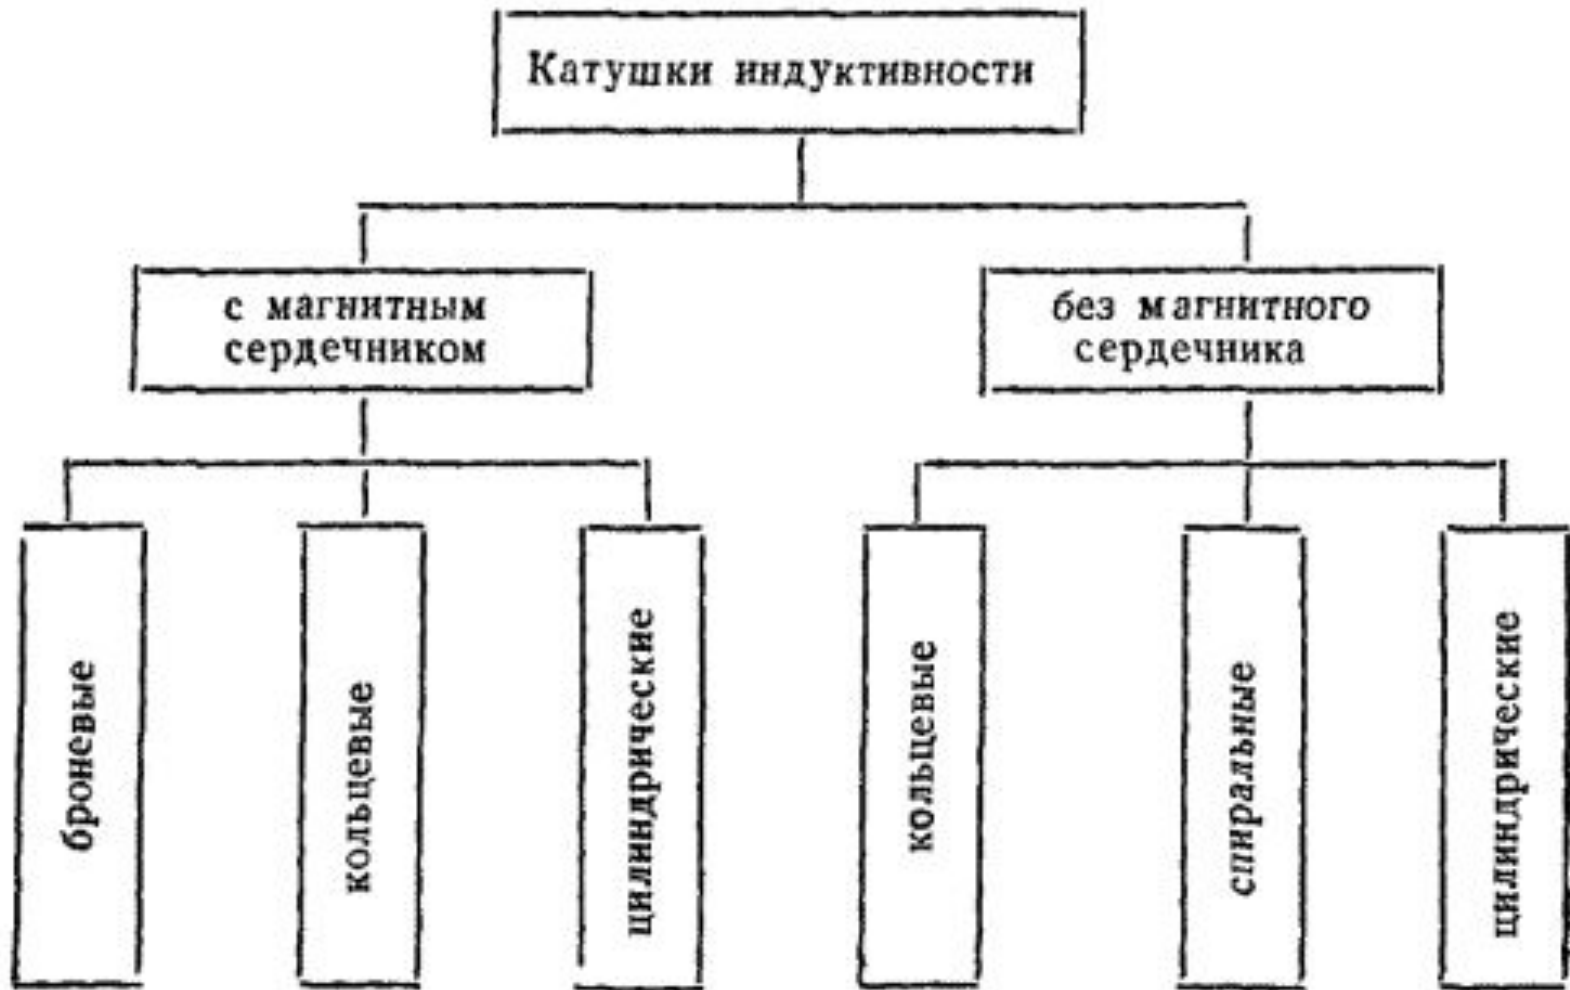 Катушки индуктивности
с магнитным
сердечником
без магнитного
сердечника
броневые
кольцевые
цилиндрические
кольцевые
спиральные
цилиндрические